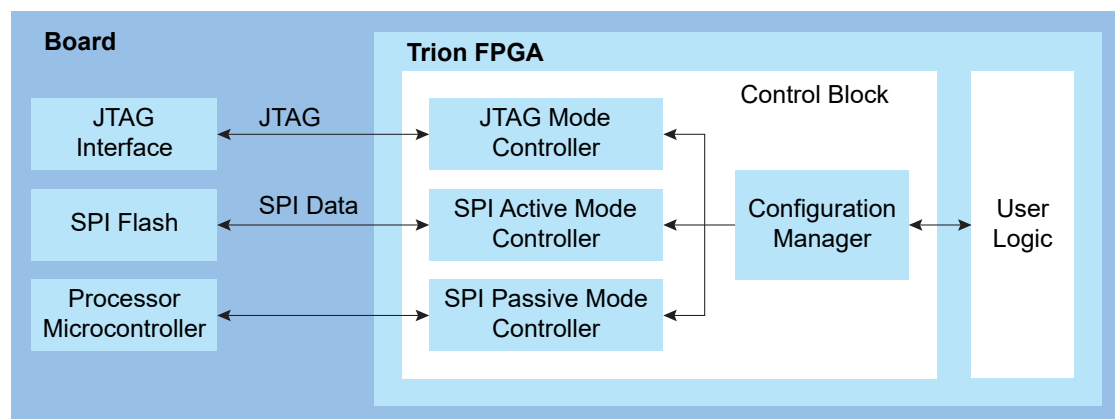 Board
Trion FPGA
Control Block
JTAG
Interface
JTAG
JTAG Mode
Controller
SPI Flash
SPI Data
SPI Active Mode
Controller
Configuration
Manager
User
Logic
Processor
Microcontroller
SPI Passive Mode
Controller